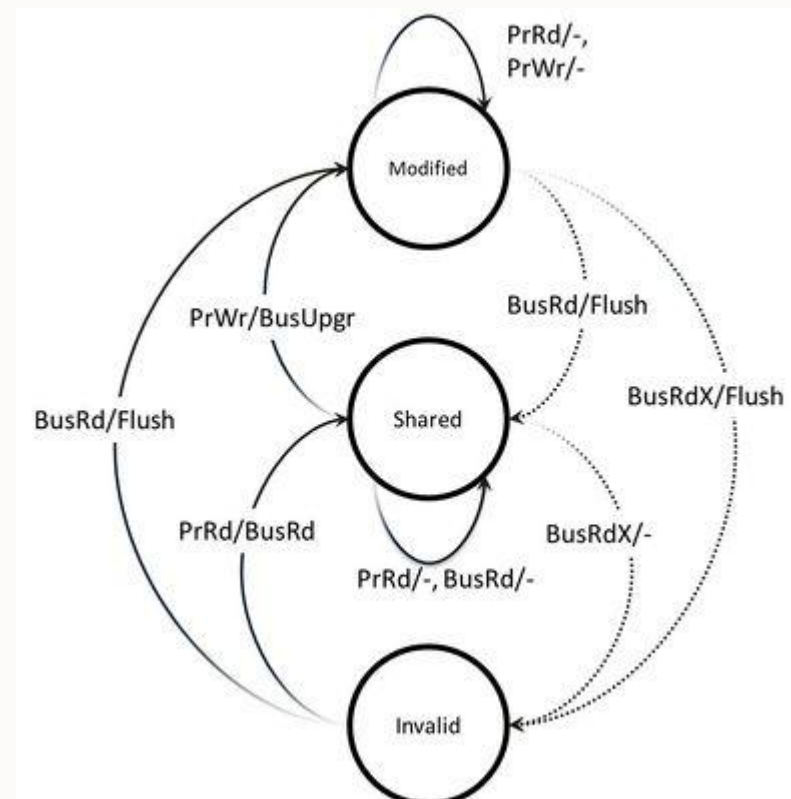 PrRd/-,
PrWr/-
Modified
PrWr/BusUpgr
BusRd/Flush
BusRdX/Flush
BusRd/Flush
Shared
PrRd/BusRd
BusRdX/-
PrRd/-, BusRd/-
Invalid